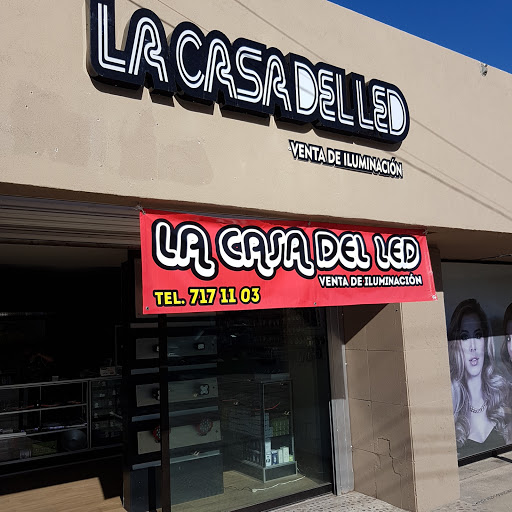 LA CASA DEL LED
VENTA DE ILUMINACIÓN
LA CASA DEL LED
VENTA DE ILUMINACIÓN
TEL. 717 11 03